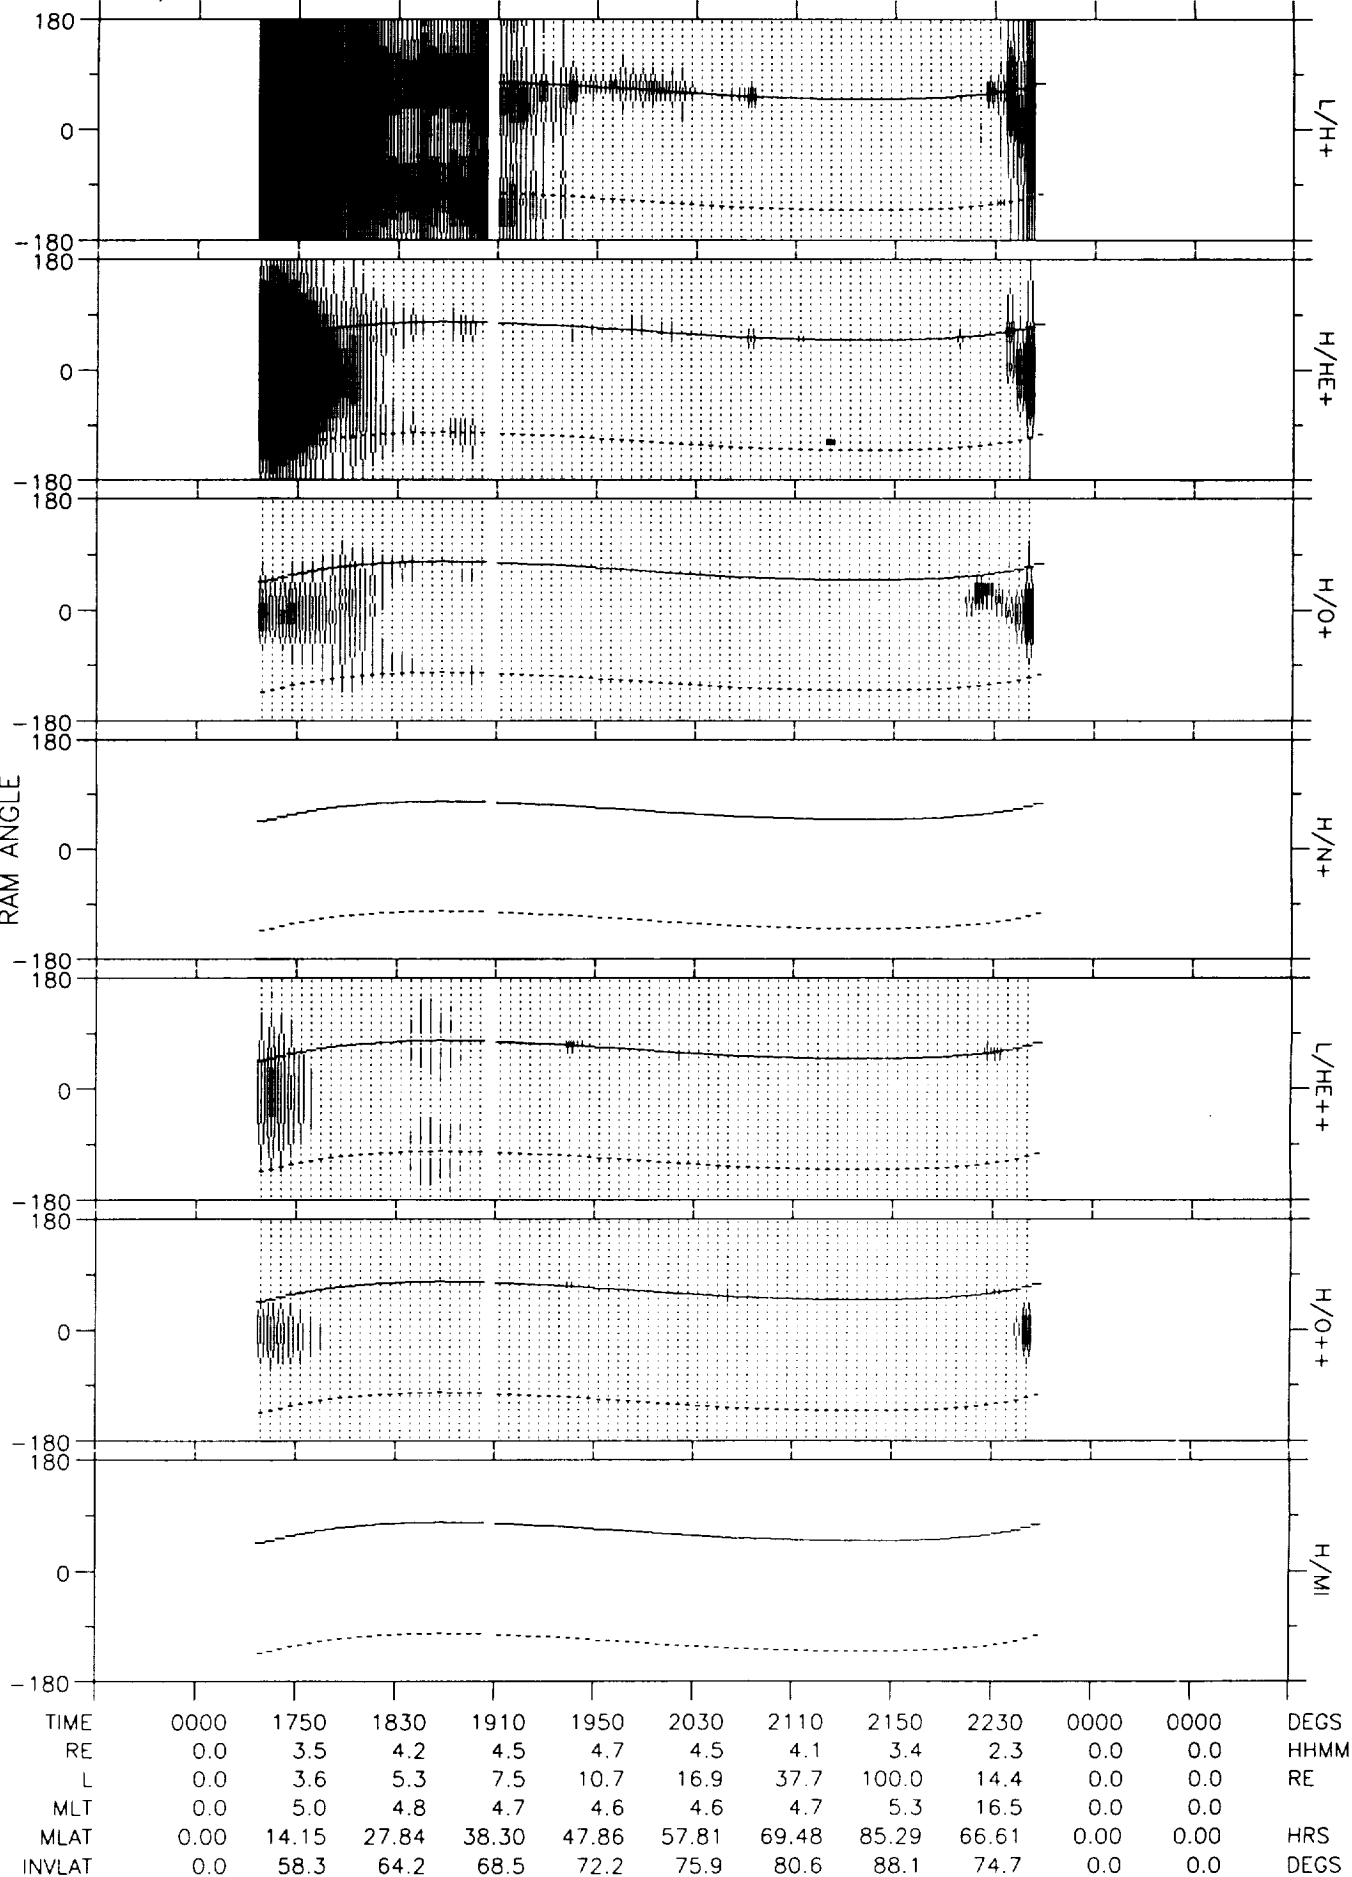 180
0
L/H+
-180
180
0
H/HE+
-180
180
0
H/O+
-180
180
RAM ANGLE
0
H/N+
-180
180
0
L/HE++
-180
180
0
H/O++
-180
180
0
H/MI
-180
TIME 0000 1750 1830 1910 1950 2030 2110 2150 2230 0000 0000 DEGS
RE 0.0 3.5 4.2 4.5 4.7 4.5 4.1 3.4 2.3 0.0 0.0 HHMM
L 0.0 3.6 5.3 7.5 10.7 16.9 37.7 100.0 14.4 0.0 0.0 RE
MLT 0.0 5.0 4.8 4.7 4.6 4.6 4.7 5.3 16.5 0.0 0.0
MLAT 0.00 14.15 27.84 38.30 47.86 57.81 69.48 85.29 66.61 0.00 0.00 HRS
INVLAT 0.0 58.3 64.2 68.5 72.2 75.9 80.6 88.1 74.7 0.0 0.0 DEGS